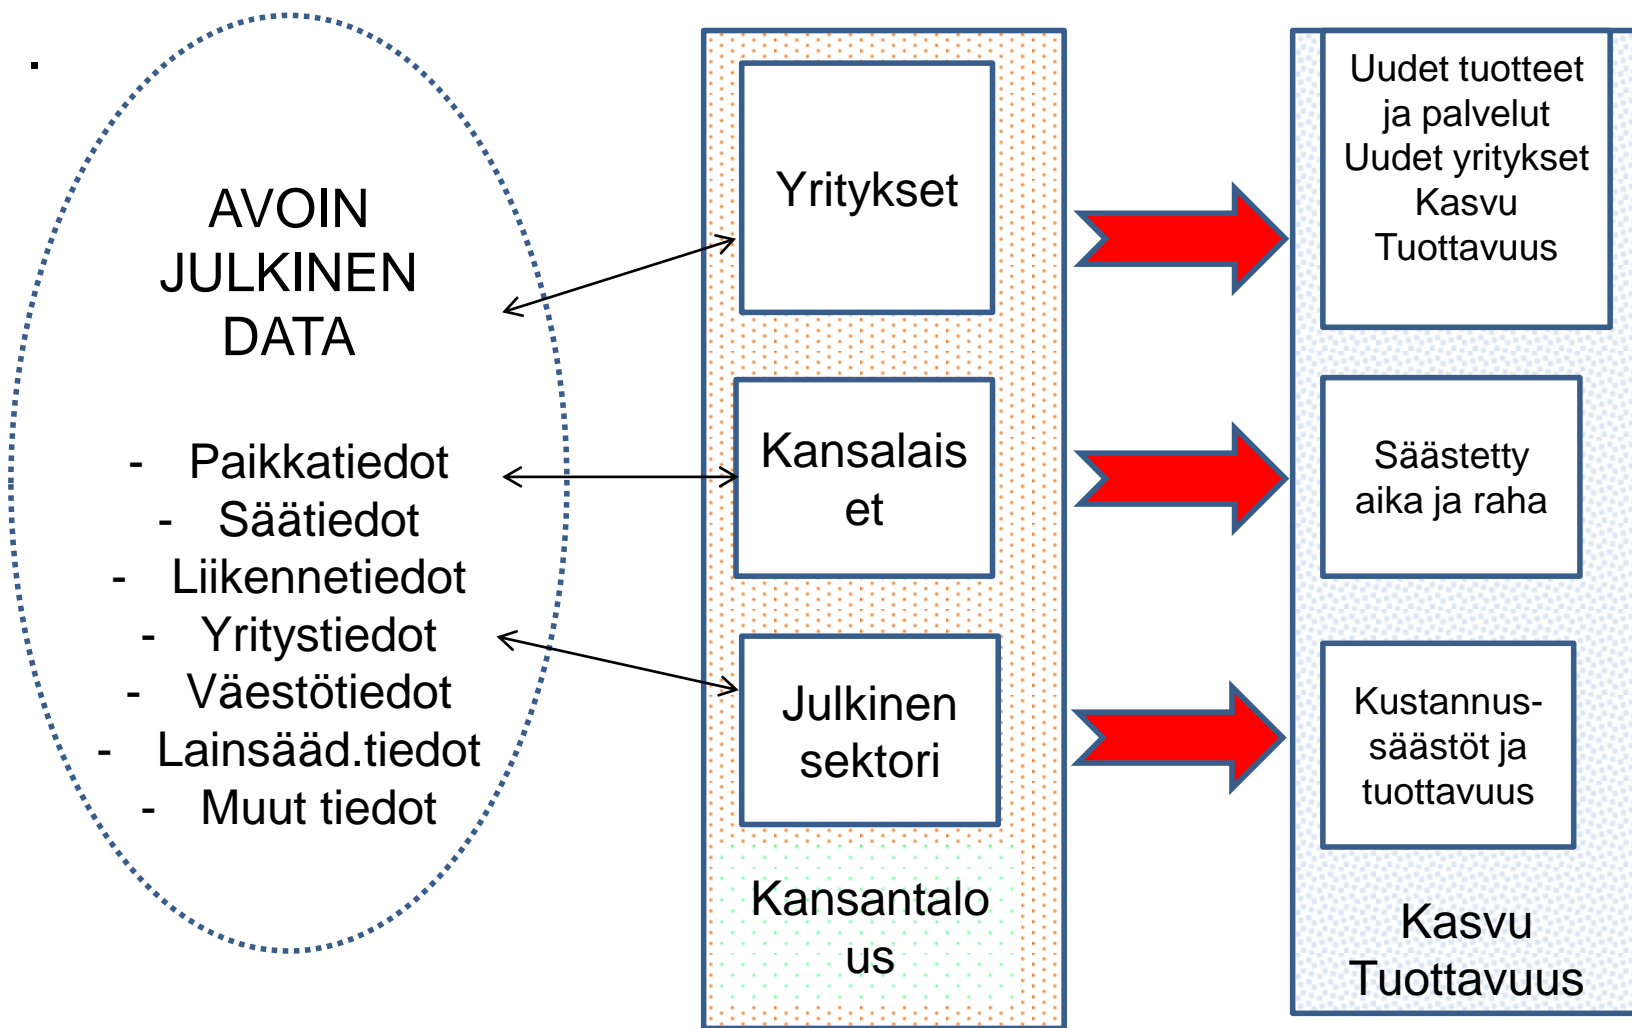 .
AVOIN
JULKINEN
DATA
- Paikkatiedot
- Säätiedot
- Liikennetiedot
- Yritystiedot
- Väestötiedot
- Lainsääd.tiedot
- Muut tiedot
Yritykset
Kansalais
et
Julkinen
sektori
Kansantalo
us
Uudet tuotteet
ja palvelut
Uudet yritykset
Kasvu
Tuottavuus
Säästetty
aika ja raha
Kustannus-
säästöt ja
tuottavuus
Kasvu
Tuottavuus